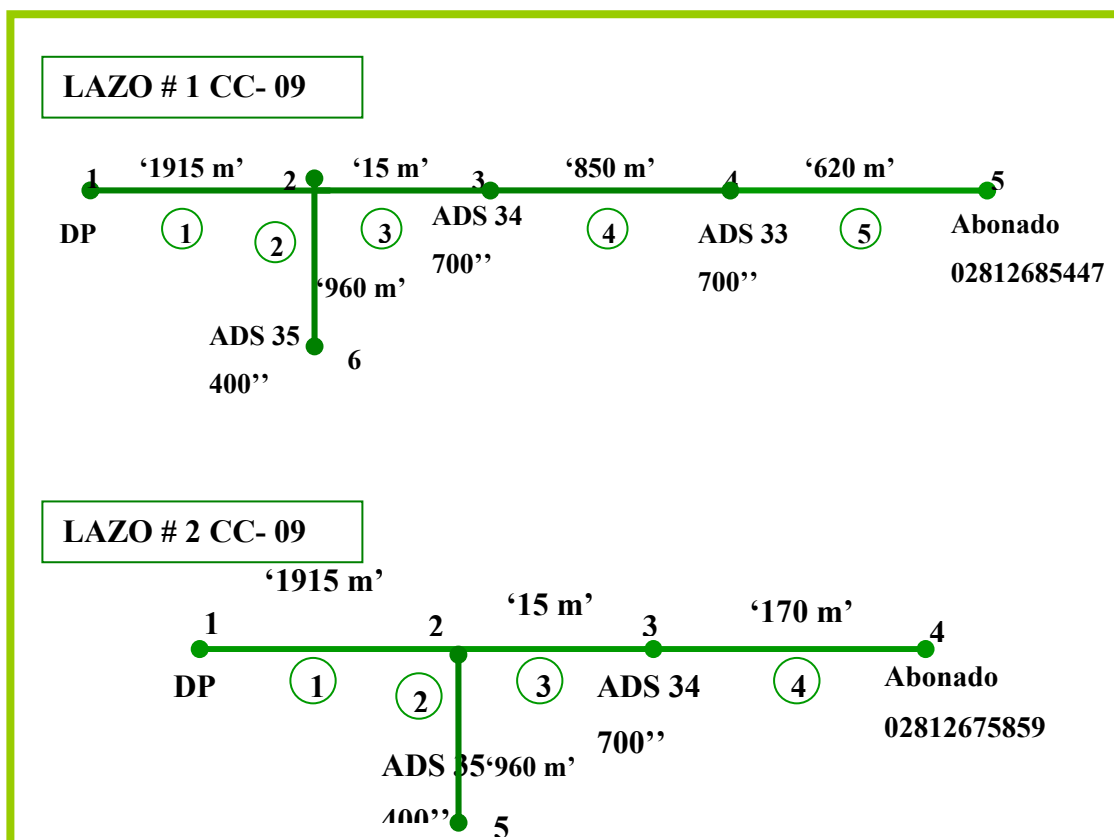 LAZO # 1 CC- 09
‘1915 m’ ‘15 m’ ‘850 m’ ‘620 m’
1 2 3 4 5
DP 1 2 3 ADS 34 4 ADS 33 5 Abonado
700’’ 700’’ 02812685447
‘960 m’
ADS 35
6
400’’
LAZO # 2 CC- 09
‘1915 m’ ‘15 m’ ‘170 m’
1 2 3 4
DP 1 2 3 ADS 34 4 Abonado
700’’ 02812675859
ADS 35 ‘960 m’
400’’ 5